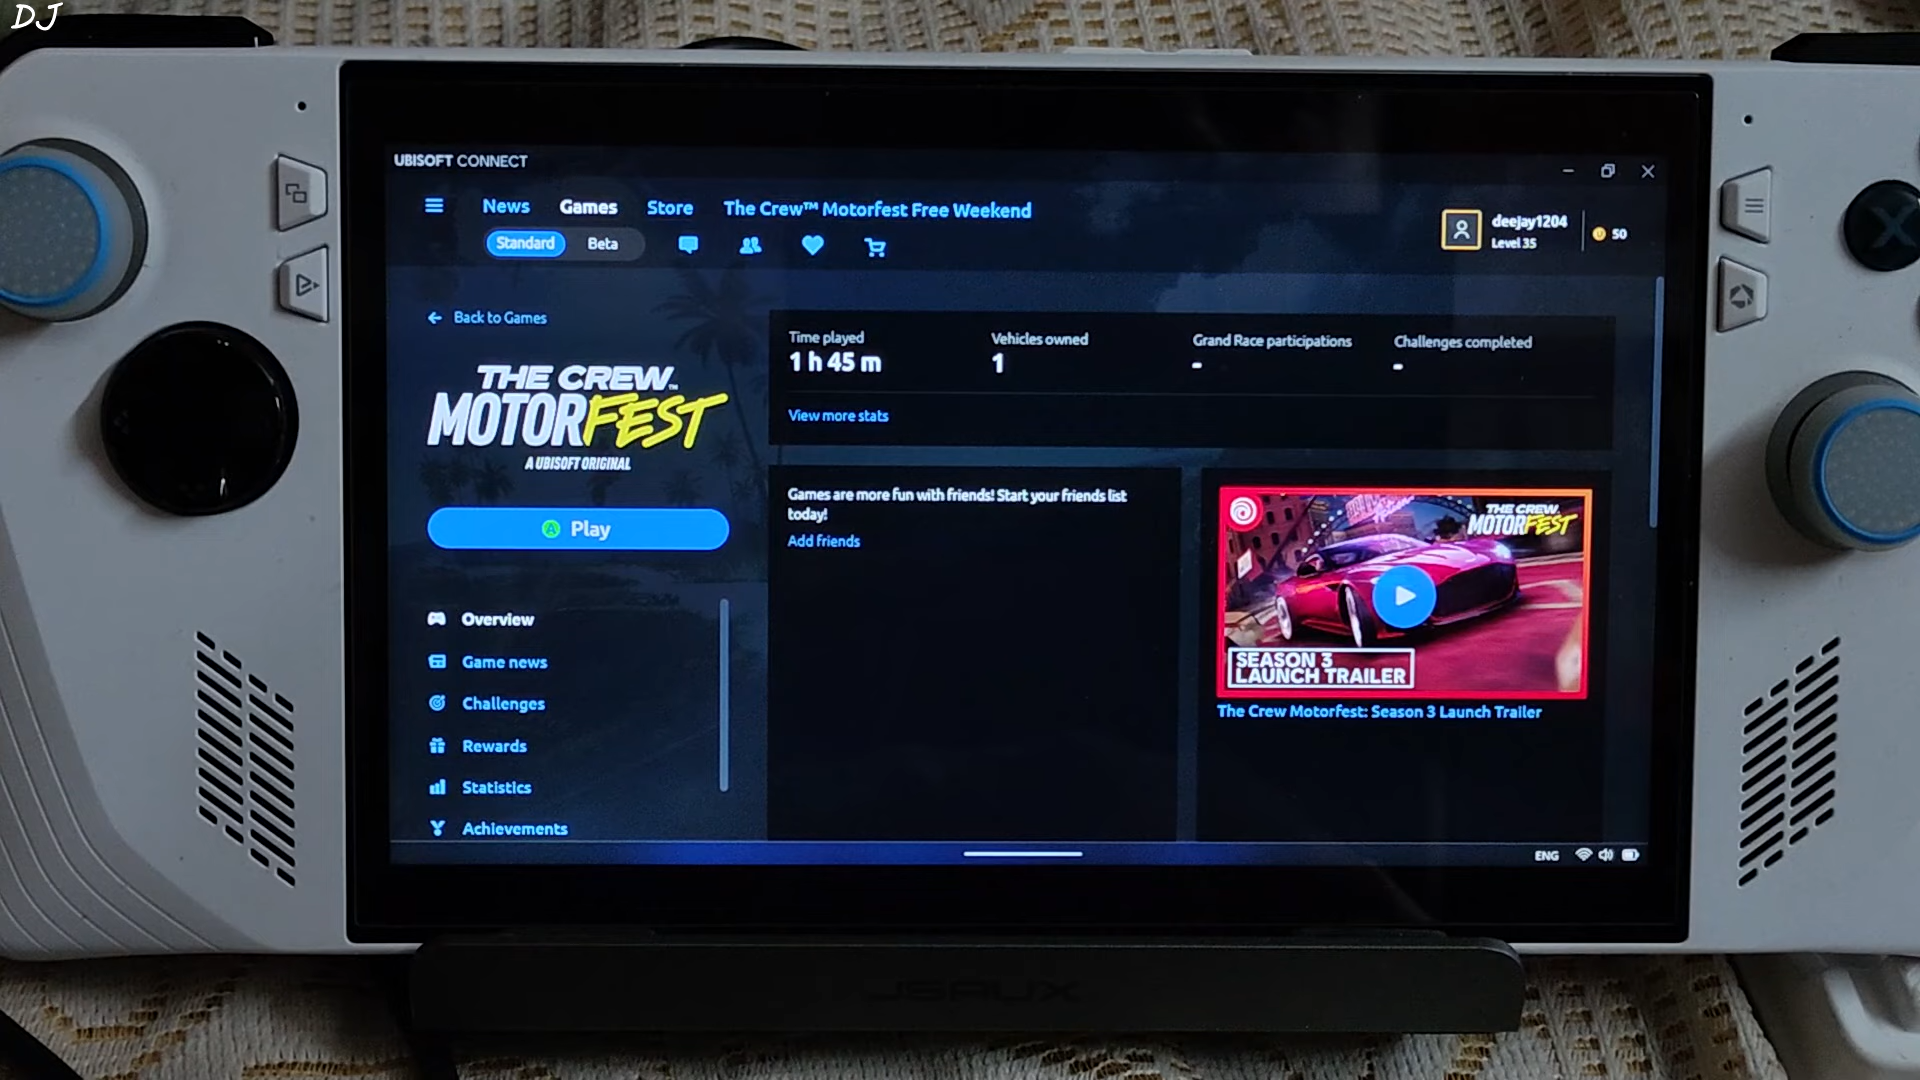 DJ
UBISOFT CONNECT
News Games Store The Crew™ Motorfest Free Weekend
Standard Beta
deejay1204
Level 35
50
Back to Games
THE CREW™
MOTORFEST
A UBISOFT ORIGINAL
Play
Overview
Game news
Challenges
Rewards
Statistics
Achievements
Time played Vehicles owned Grand Race participations Challenges completed
1 h 45 m 1 - -
View more stats
Games are more fun with friends! Start your friends list
today!
Add friends
THE CREW
MOTORFEST
SEASON 3
LAUNCH TRAILER
The Crew Motorfest: Season 3 Launch Trailer
ENG
X
JSAUX